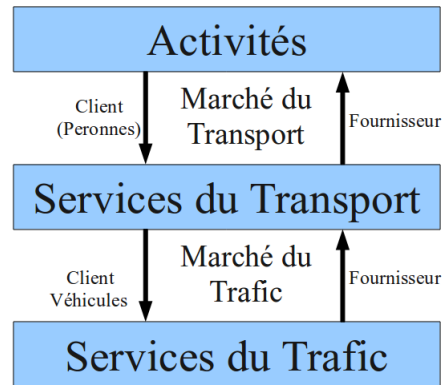 Activités
Client
(Peronnes)
Marché du
Transport
Fournisseur
Services du Transport
Client
Véhicules
Marché du
Trafic
Fournisseur
Services du Trafic